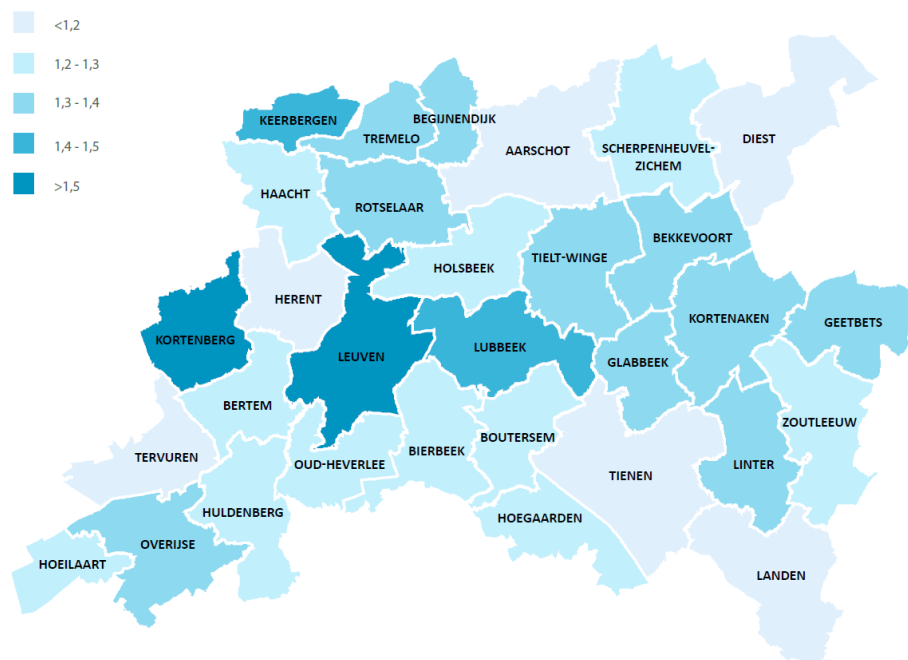 <1,2
1,2 - 1,3
1,3 - 1,4
1,4 - 1,5
>1,5
KEERBERGEN
TREMELO
BEGIJNENDIJK
AARSCHOT
SCHERPENHEUVEL-
ZICHEM
DIEST
HAACHT
ROTSELAAR
HOLSBEEK
TIELT-WINGE
BEKKEVOORT
HERENT
KORTENBERG
LEUVEN
LUBBEEK
GLABBEEK
KORTENAKEN
GEETBETS
BERTEM
TERVUREN
OUD-HEVERLEE
BIERBEEK
BOUTERSEM
TIENEN
LINTER
ZOUTLEEUW
HULDENBERG
HOEGAARDEN
OVERIJSE
HOEILAART
LANDEN